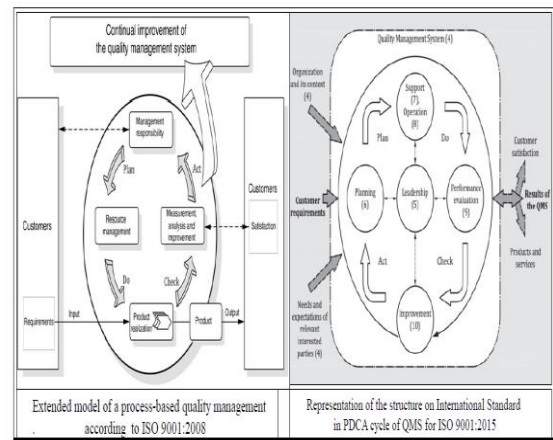 Continual improvement of
the quality management system
Customers
Requirements
Management
responsibility
Plan
Act
Resource
management
Measurement,
analysis and
improvement
Do
Check
Input
Product
realization
Product
Output
Customers
Satisfaction
Extended model of a process-based quality management
according to ISO 9001:2008
.
Quality Management System (4)
Organization
and its context
(4)
Support
(7),
Operation
(8)
Plan
Do
Customer
satisfaction
Customer
requirements
Planning
(6)
Leadership
(5)
Performance
evaluation
(9)
Results of
the QMS
Act
Check
Products and
services
Needs and
expectations of
relevant
interested
parties (4)
Improvement
(10)
Representation of the structure on International Standard
in PDCA cycle of QMS for ISO 9001:2015